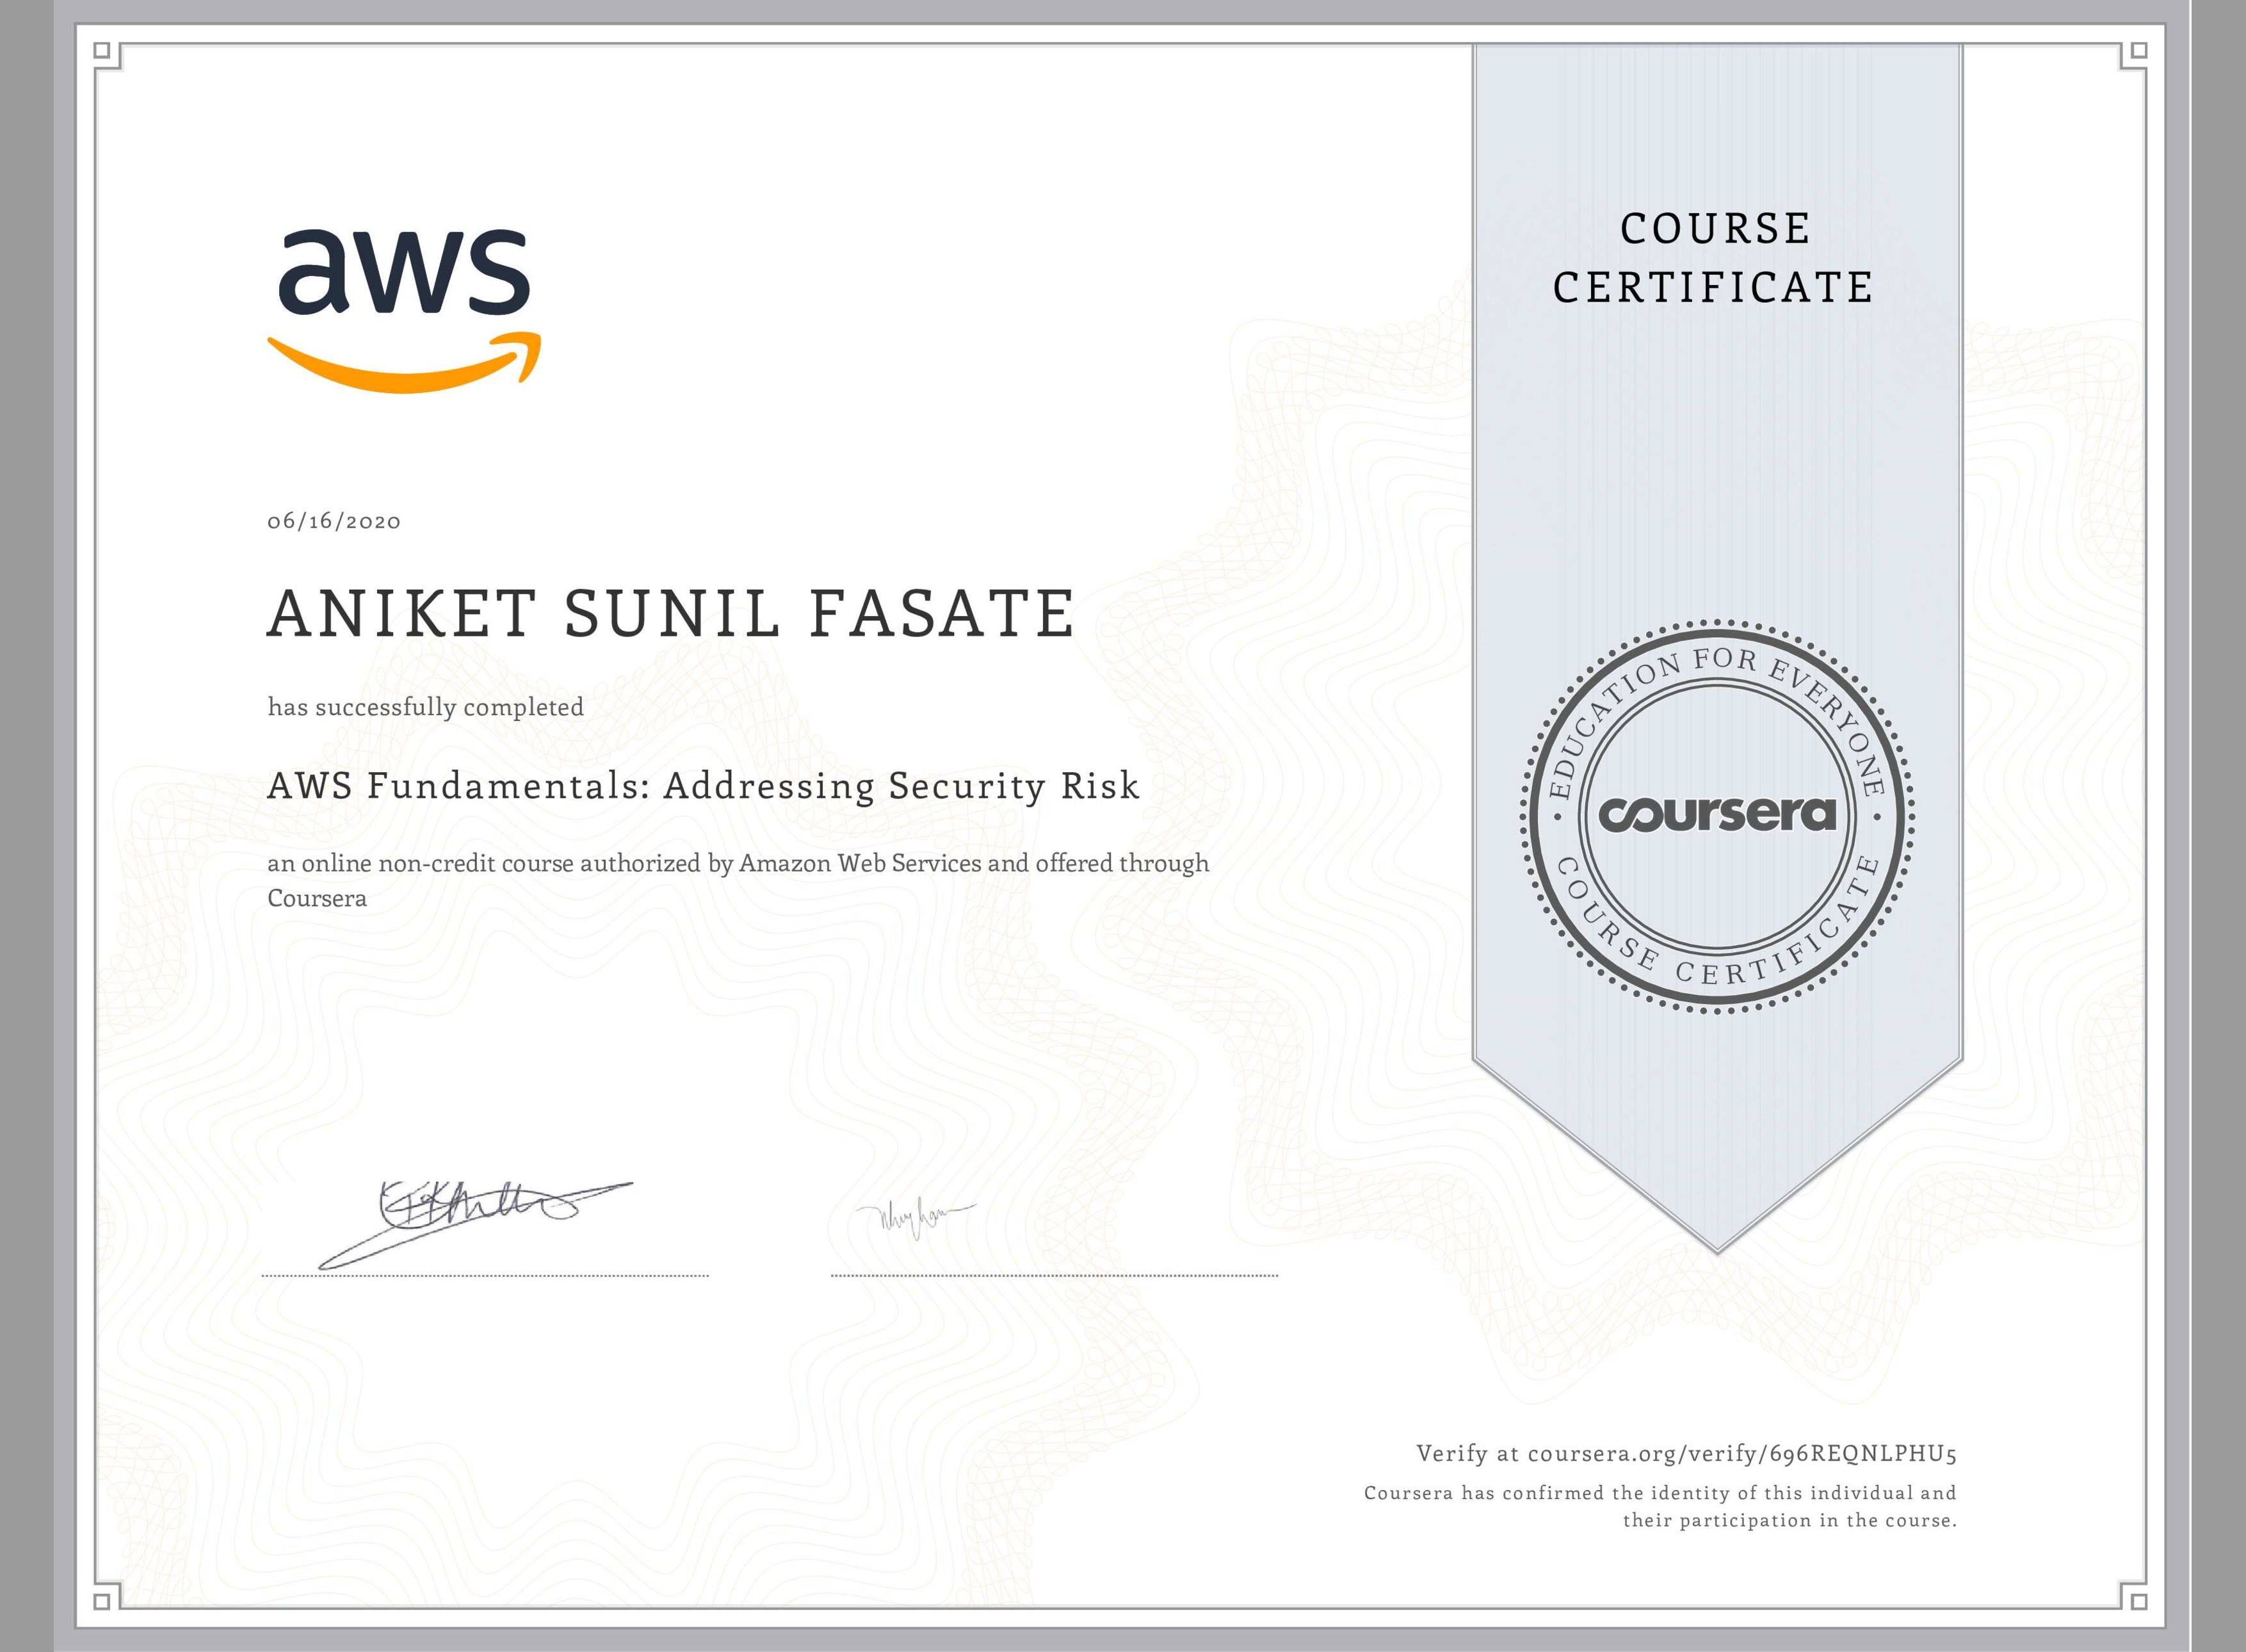 aws
COURSE
CERTIFICATE
06/16/2020
ANIKET SUNIL FASATE
has successfully completed
AWS Fundamentals: Addressing Security Risk
an online non-credit course authorized by Amazon Web Services and offered through
Coursera
EDUCATION FOR EVERYONE
coursera
COURSE CERTIFICATE
Verify at coursera.org/verify/696REQNLPHU5
Coursera has confirmed the identity of this individual and
their participation in the course.